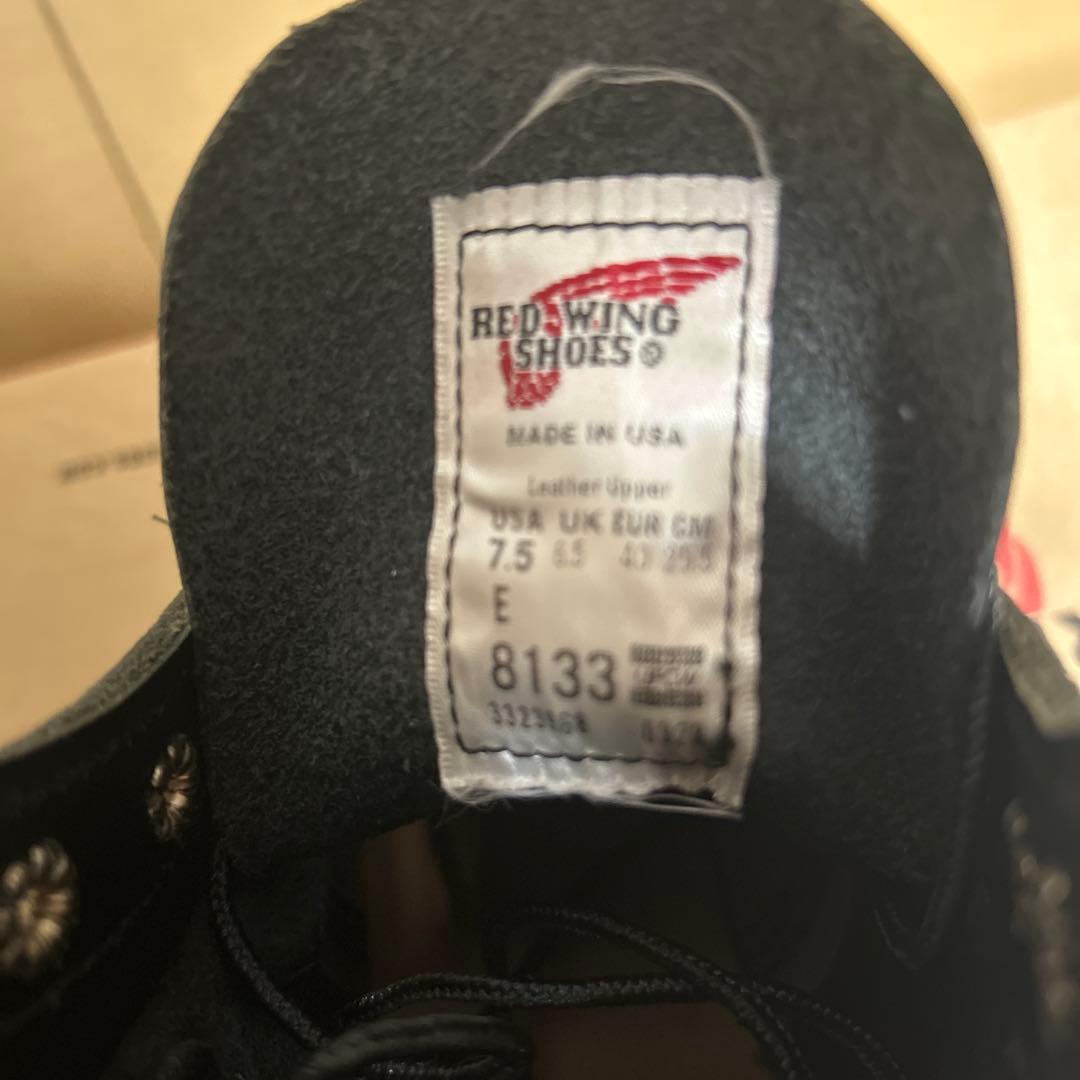 RED WING
SHOES®
MADE IN USA
Leather Upper
USA UK EUR CM
7.5 6.5 40 25.5
E
8133